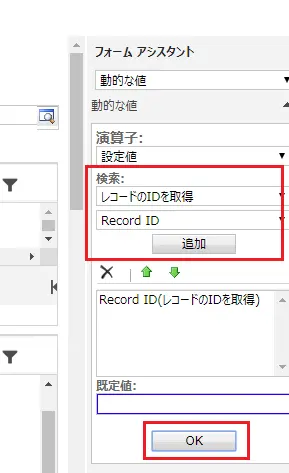 フォーム アシスタント
動的な値
動的な値
演算子:
設定値
検索:
レコードのIDを取得
Record ID
追加
Record ID(レコードのIDを取得)
既定値:
OK